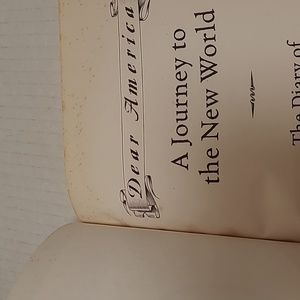 Dear America
A Journey to
the New World
The Diary of